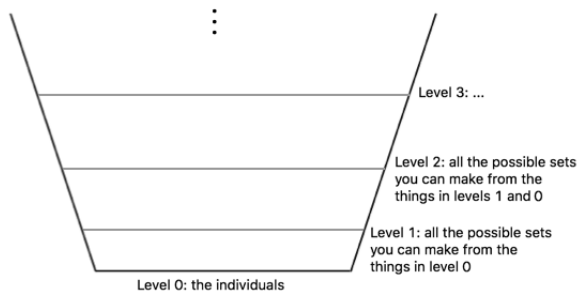 Level 3: ...
Level 2: all the possible sets
you can make from the
things in levels 1 and 0
Level 1: all the possible sets
you can make from the
things in level 0
Level 0: the individuals